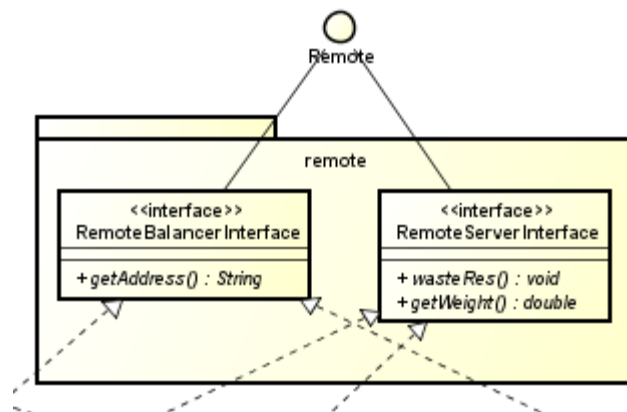 Remote
remote
<<interface>>
RemoteBalancerInterface
+ getAddress() : String
<<interface>>
RemoteServerInterface
+ wasteRes() : void
+ getWeight() : double